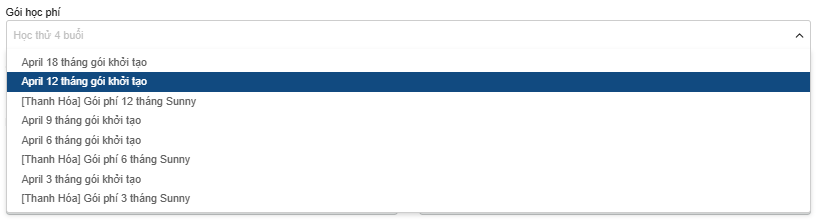 Gói học phí
Học thử 4 buổi
April 18 tháng gói khởi tạo
April 12 tháng gói khởi tạo
[Thanh Hóa] Gói phí 12 tháng Sunny
April 9 tháng gói khởi tạo
April 6 tháng gói khởi tạo
[Thanh Hóa] Gói phí 6 tháng Sunny
April 3 tháng gói khởi tạo
[Thanh Hóa] Gói phí 3 tháng Sunny